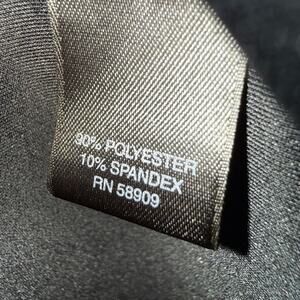 90% POLYESTER
10% SPANDEX
RN 58909